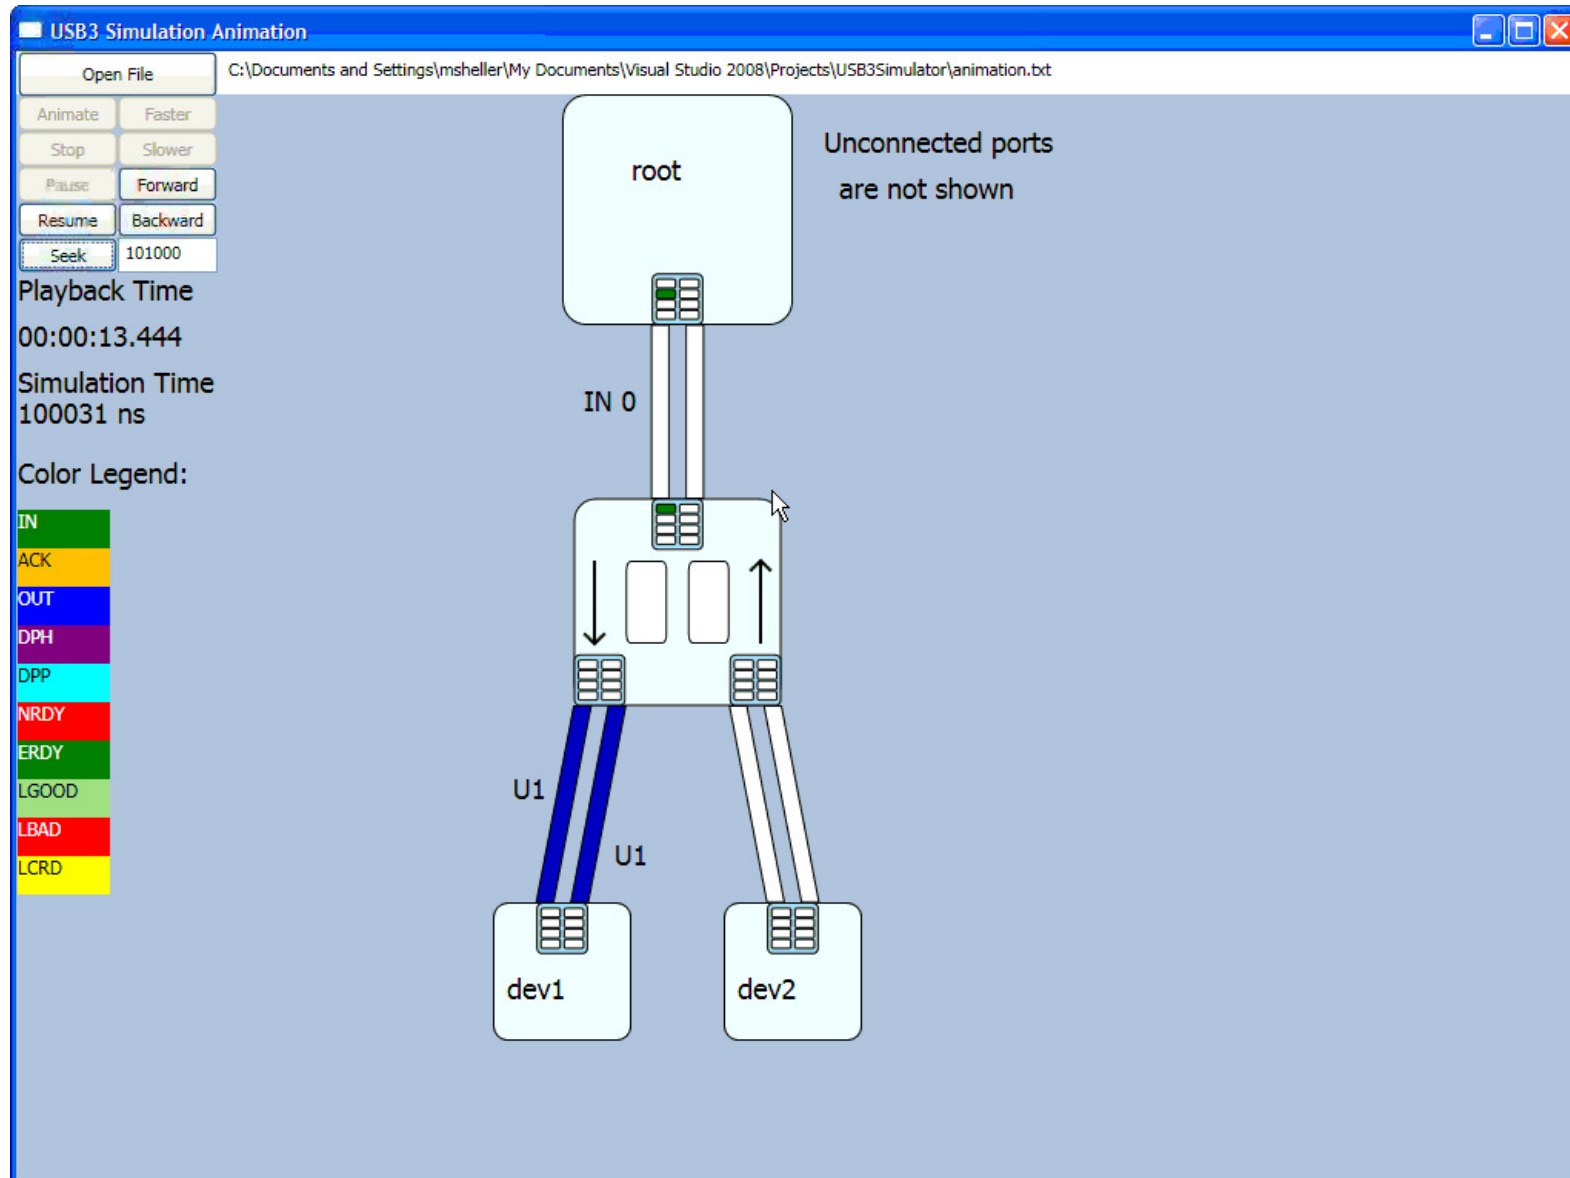 USB3 Simulation Animation
Open File
C:\Documents and Settings\msheller\My Documents\Visual Studio 2008\Projects\USB3Simulator\animation.txt
Animate
Faster
Stop
Slower
Pause
Forward
Resume
Backward
Seek
101000
Playback Time
00:00:13.444
Simulation Time
100031 ns
Color Legend:
IN
ACK
OUT
DPH
DPP
NRDY
ERDY
LGOOD
LBAD
LCRD
root
Unconnected ports
are not shown
IN 0
U1
U1
dev1
dev2